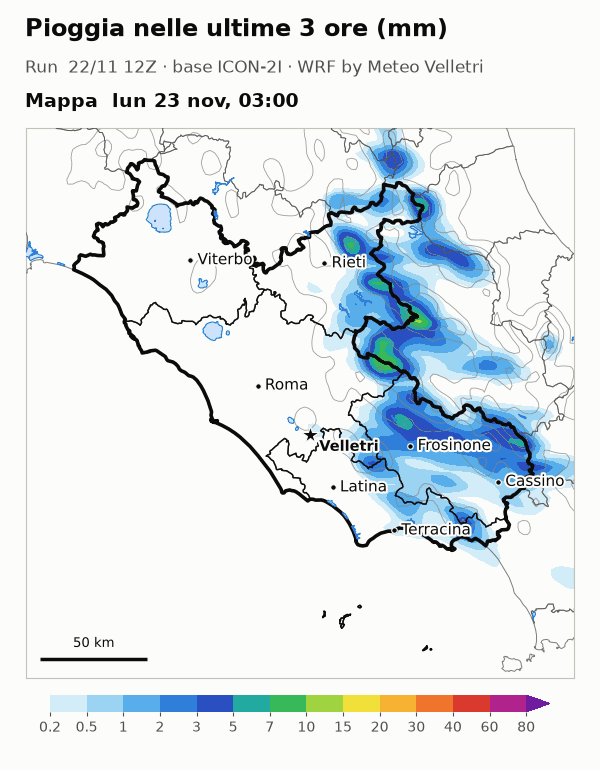 Pioggia nelle ultime 3 ore (mm)
Run  22/11 12Z · base ICON-2I · WRF by Meteo Velletri
Mappa  lun 23 nov, 03:00
Viterbo
Rieti
Roma
Velletri
Frosinone
Latina
Cassino
Terracina
50 km
0.2 0.5 1 2 3 5 7 10 15 20 30 40 60 80